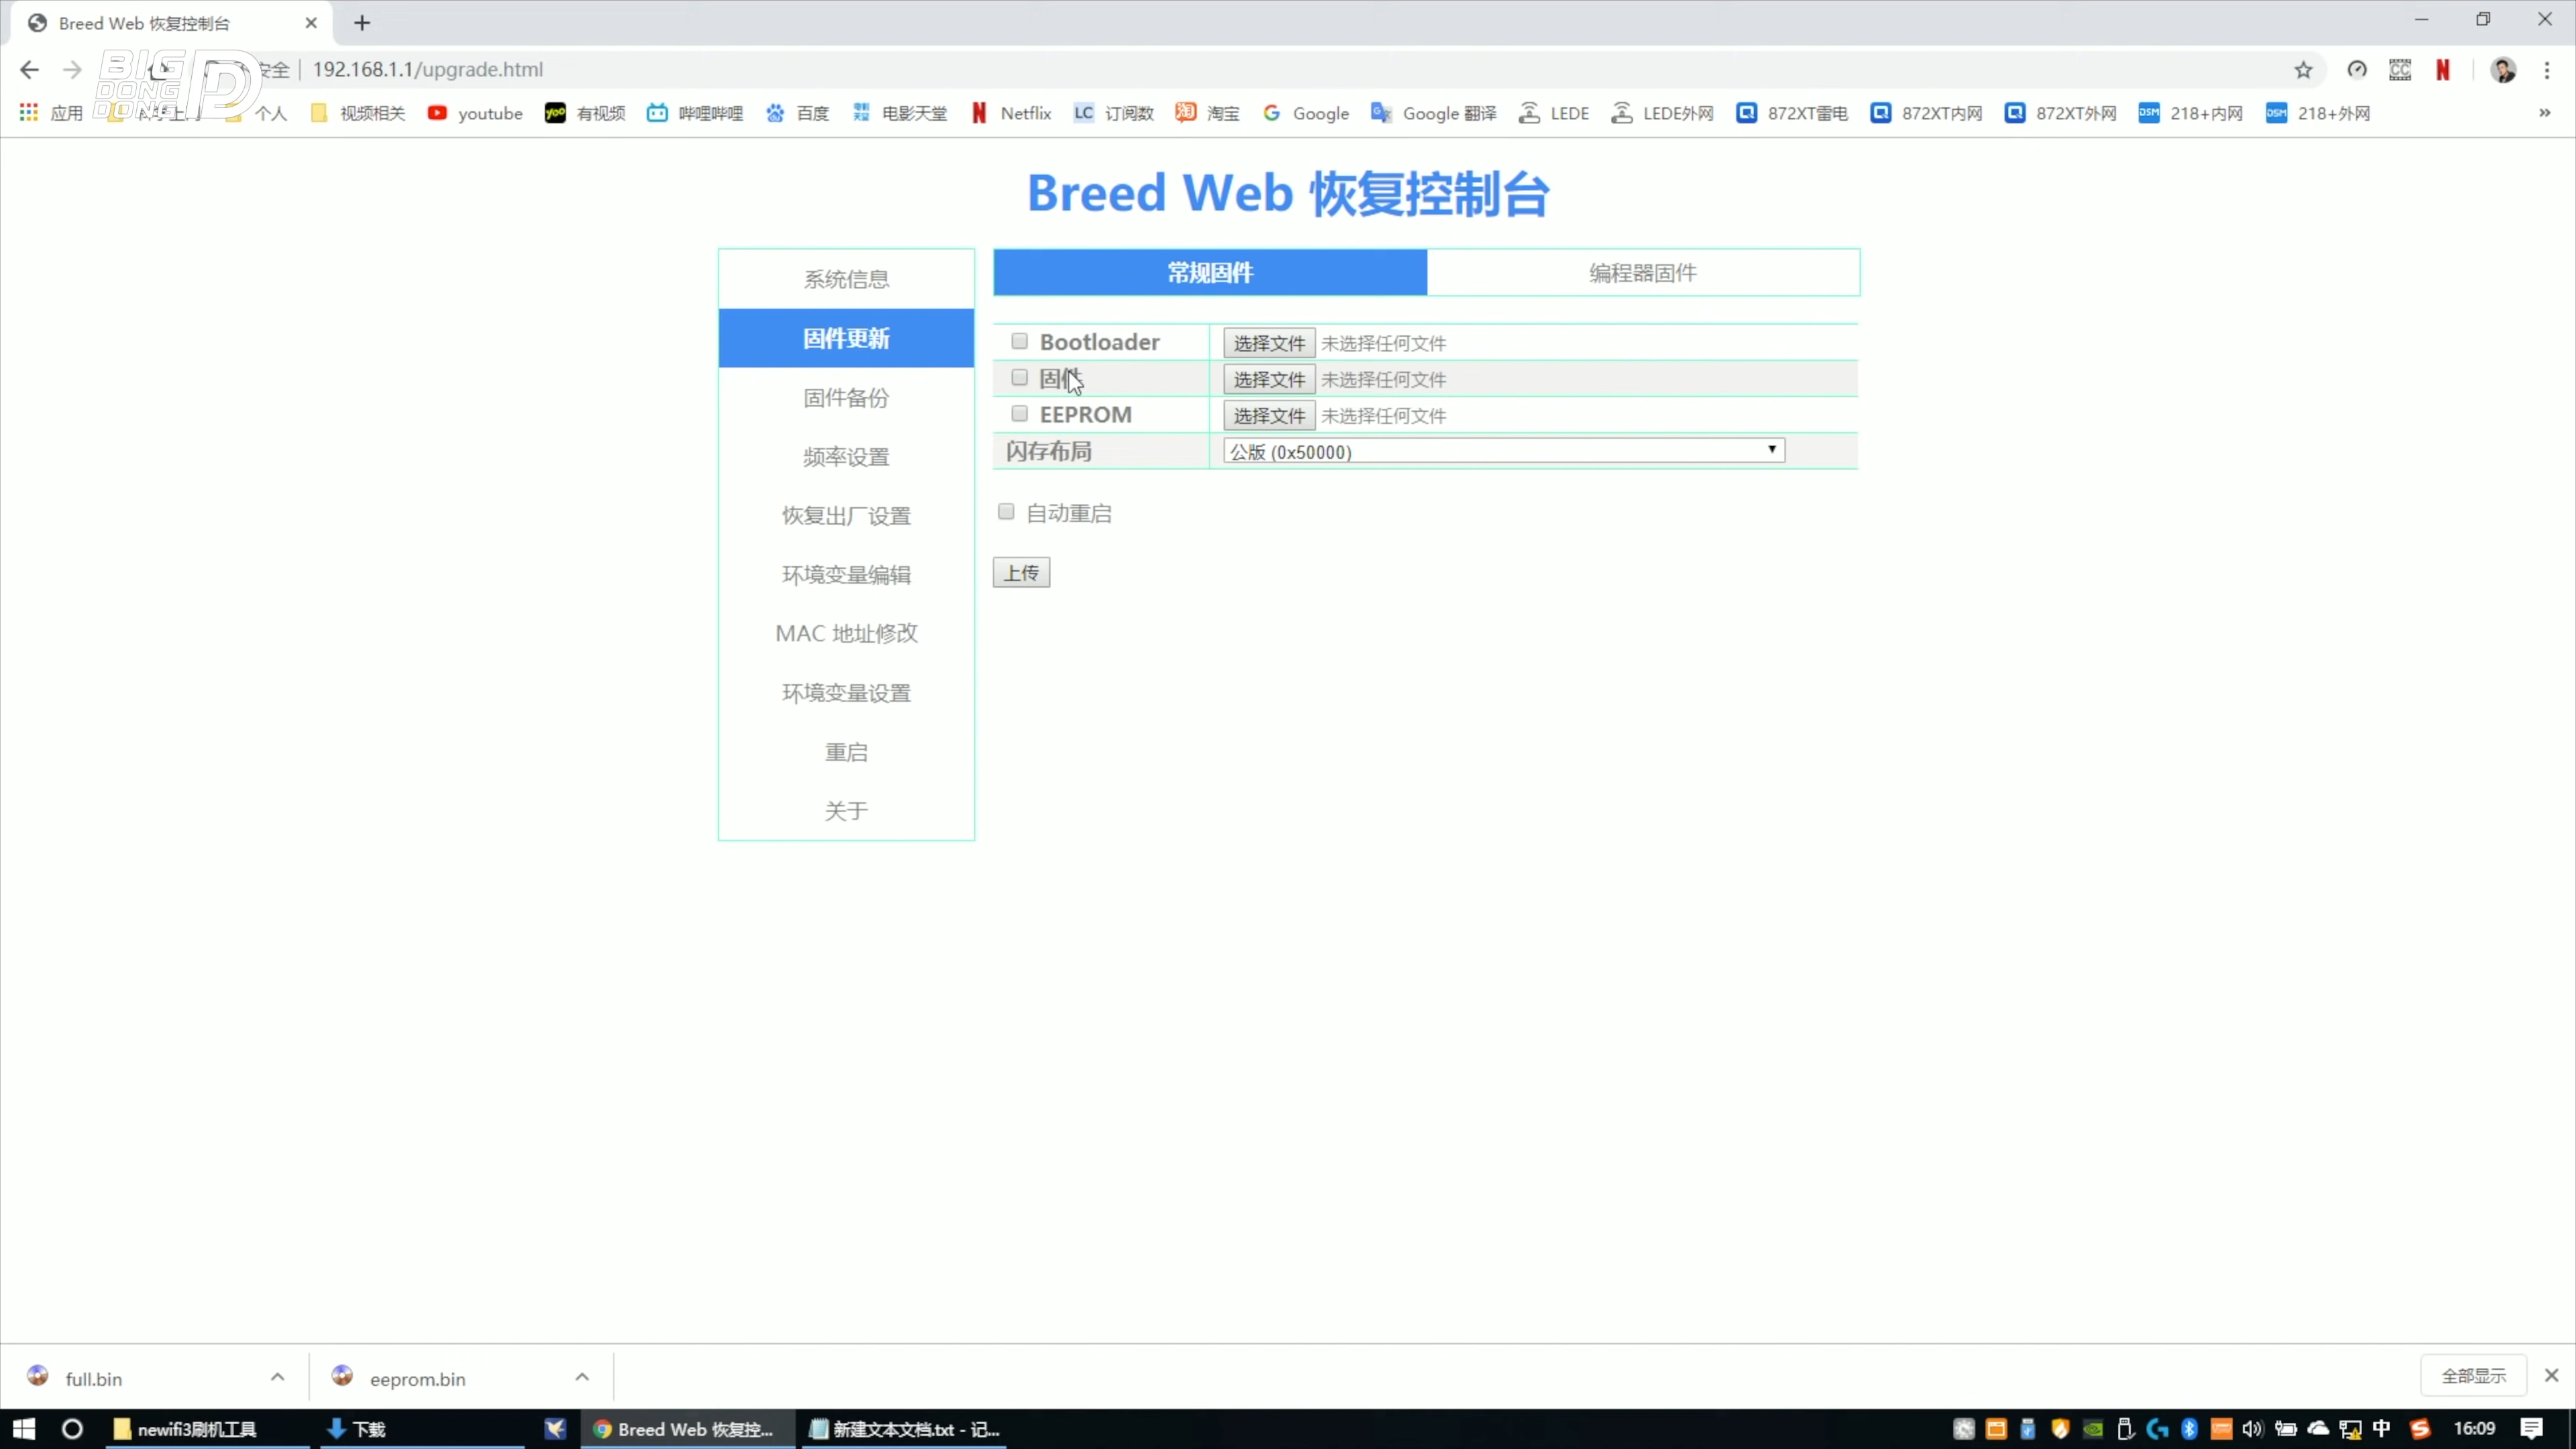 Breed Web 恢复控制台
BIG DONG DONG
安全 | 192.168.1.1/upgrade.html
应用 个人 视频相关 youtube yoo 有视频 哔哩哔哩 百度 电影天堂 Netflix LC 订阅数 淘宝 Google Google 翻译 LEDE LEDE外网 872XT雷电 872XT内网 872XT外网 DSM 218+内网 DSM 218+外网 »
Breed Web 恢复控制台
系统信息
固件更新
固件备份
频率设置
恢复出厂设置
环境变量编辑
MAC 地址修改
环境变量设置
重启
关于
常规固件 编程器固件
Bootloader 选择文件 未选择任何文件
固件 选择文件 未选择任何文件
EEPROM 选择文件 未选择任何文件
闪存布局 公版 (0x50000)
自动重启
上传
full.bin eeprom.bin 全部显示
newifi3刷机工具 下载 Breed Web 恢复控... 新建文本文档.txt - 记... 中 16:09